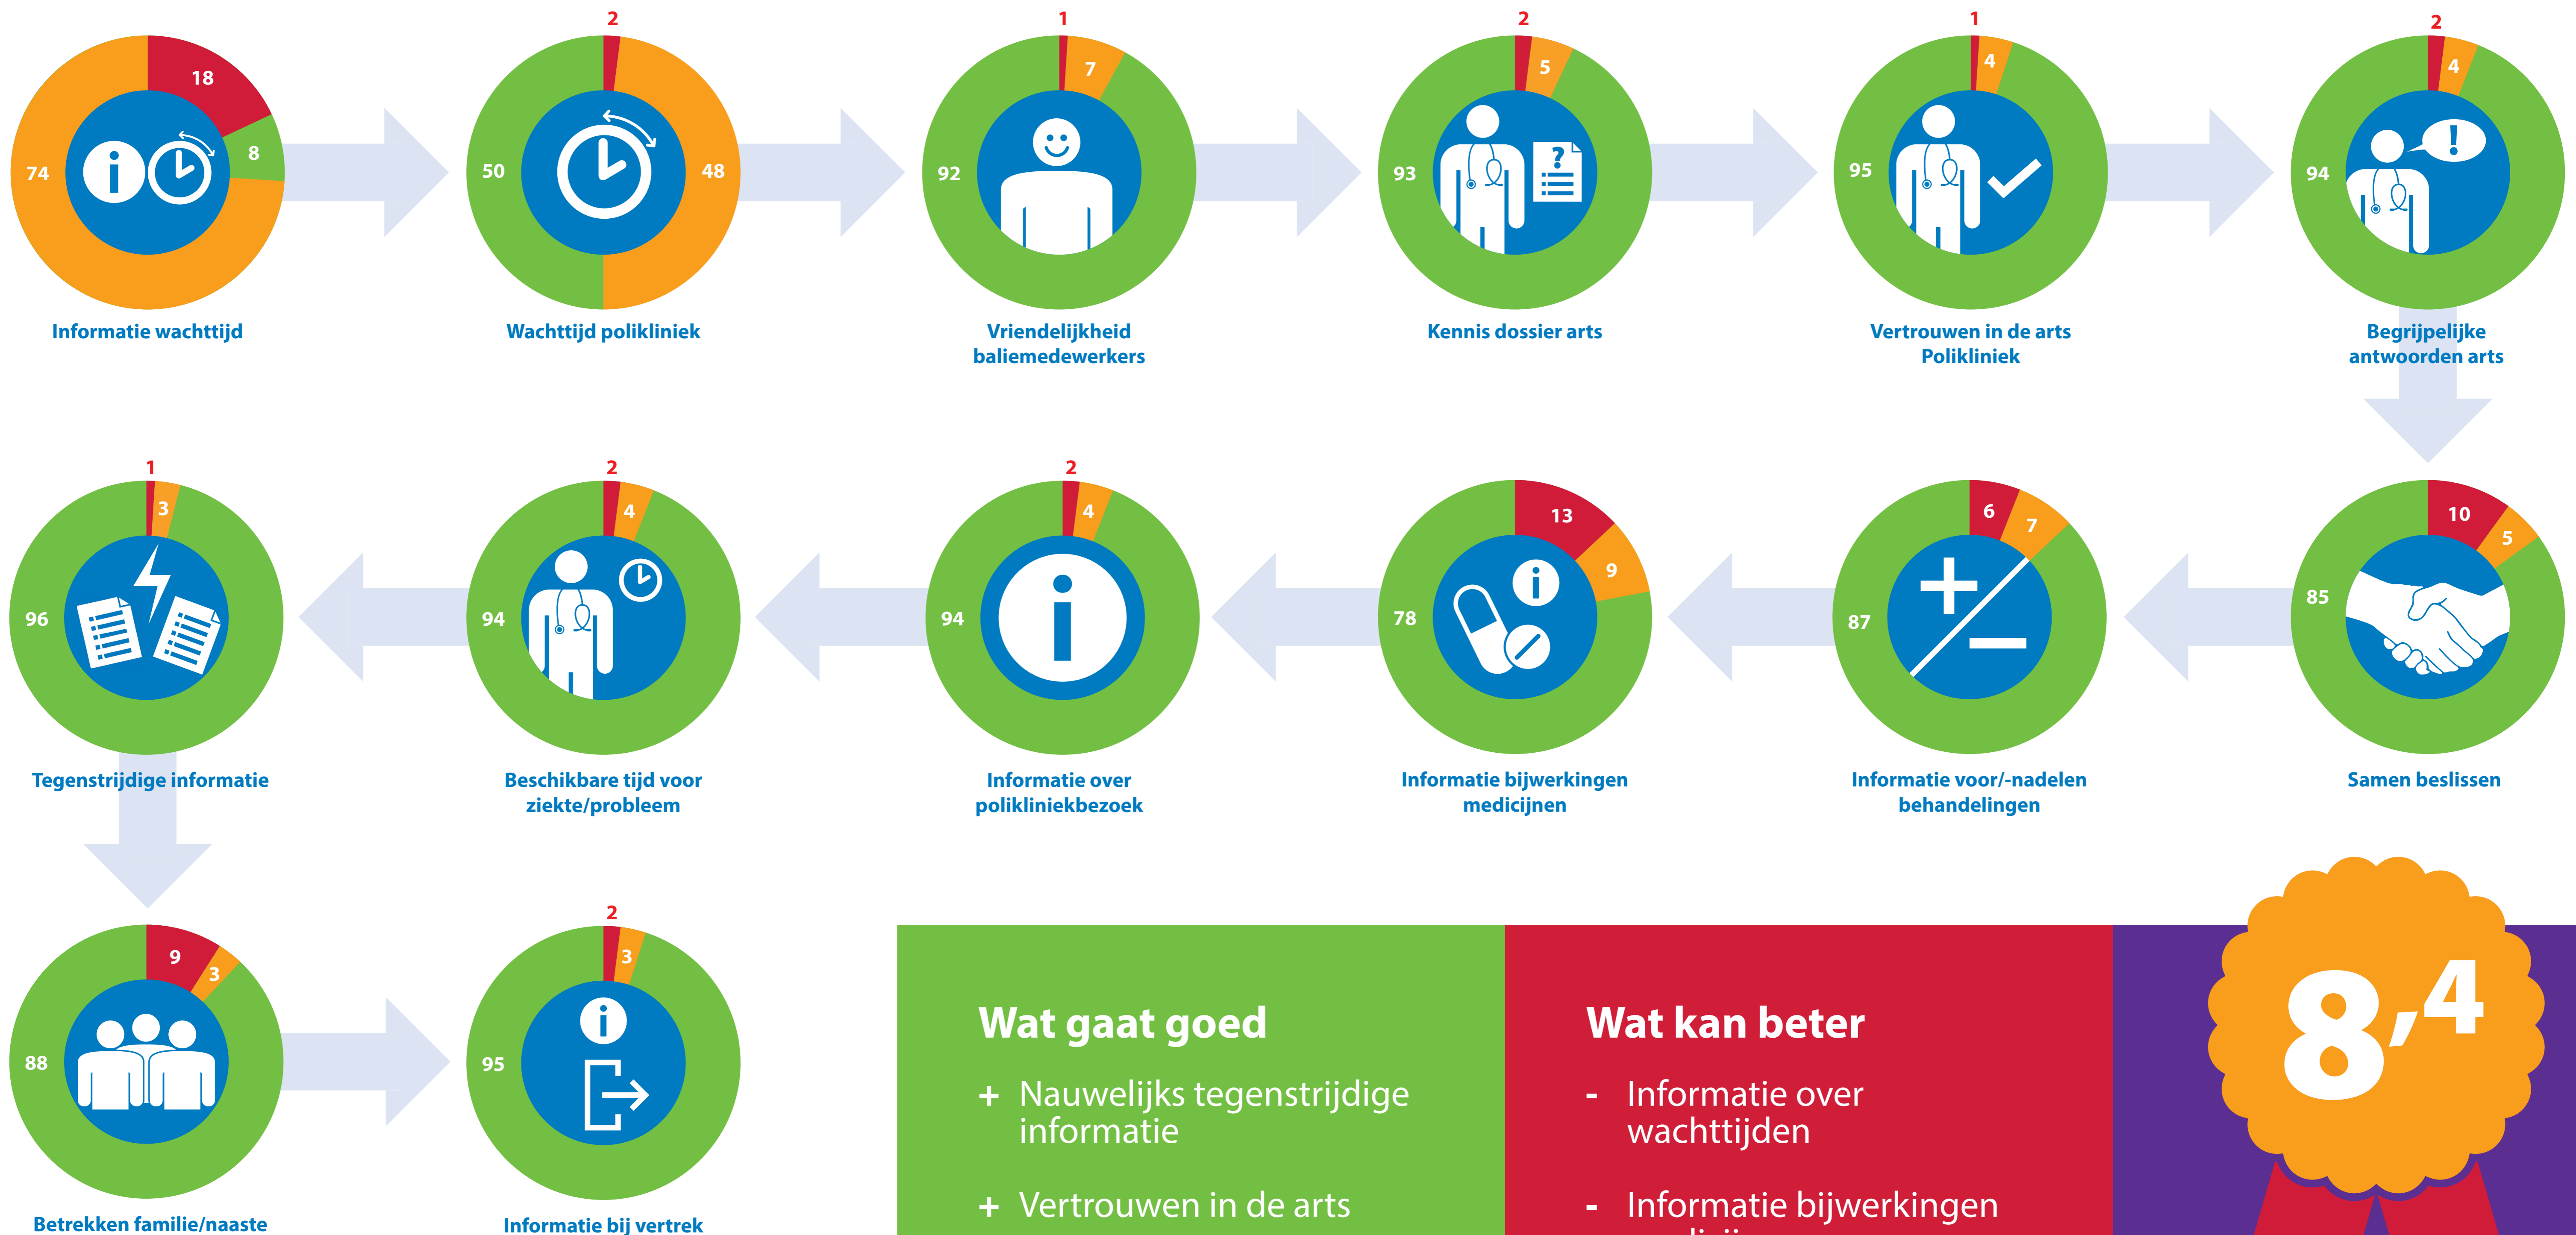 2
1
2
1
2
18
8
74
50
48
7
92
5
93
4
95
4
94
Informatie wachttijd
Wachttijd polikliniek
Vriendelijkheid
baliemedewerkers
Kennis dossier arts
Vertrouwen in de arts
Polikliniek
Begrijpelijke
antwoorden arts
1
2
2
3
96
4
94
4
94
13
9
78
6
7
87
10
5
85
Tegenstrijdige informatie
Beschikbare tijd voor
ziekte/probleem
Informatie over
polikliniekbezoek
Informatie bijwerkingen
medicijnen
Informatie voor/-nadelen
behandelingen
Samen beslissen
2
9
3
88
3
95
Betrekken familie/naaste
Informatie bij vertrek
Wat gaat goed
+ Nauwelijks tegenstrijdige
informatie
+ Vertrouwen in de arts
Wat kan beter
- Informatie over
wachttijden
- Informatie bijwerkingen
8,4